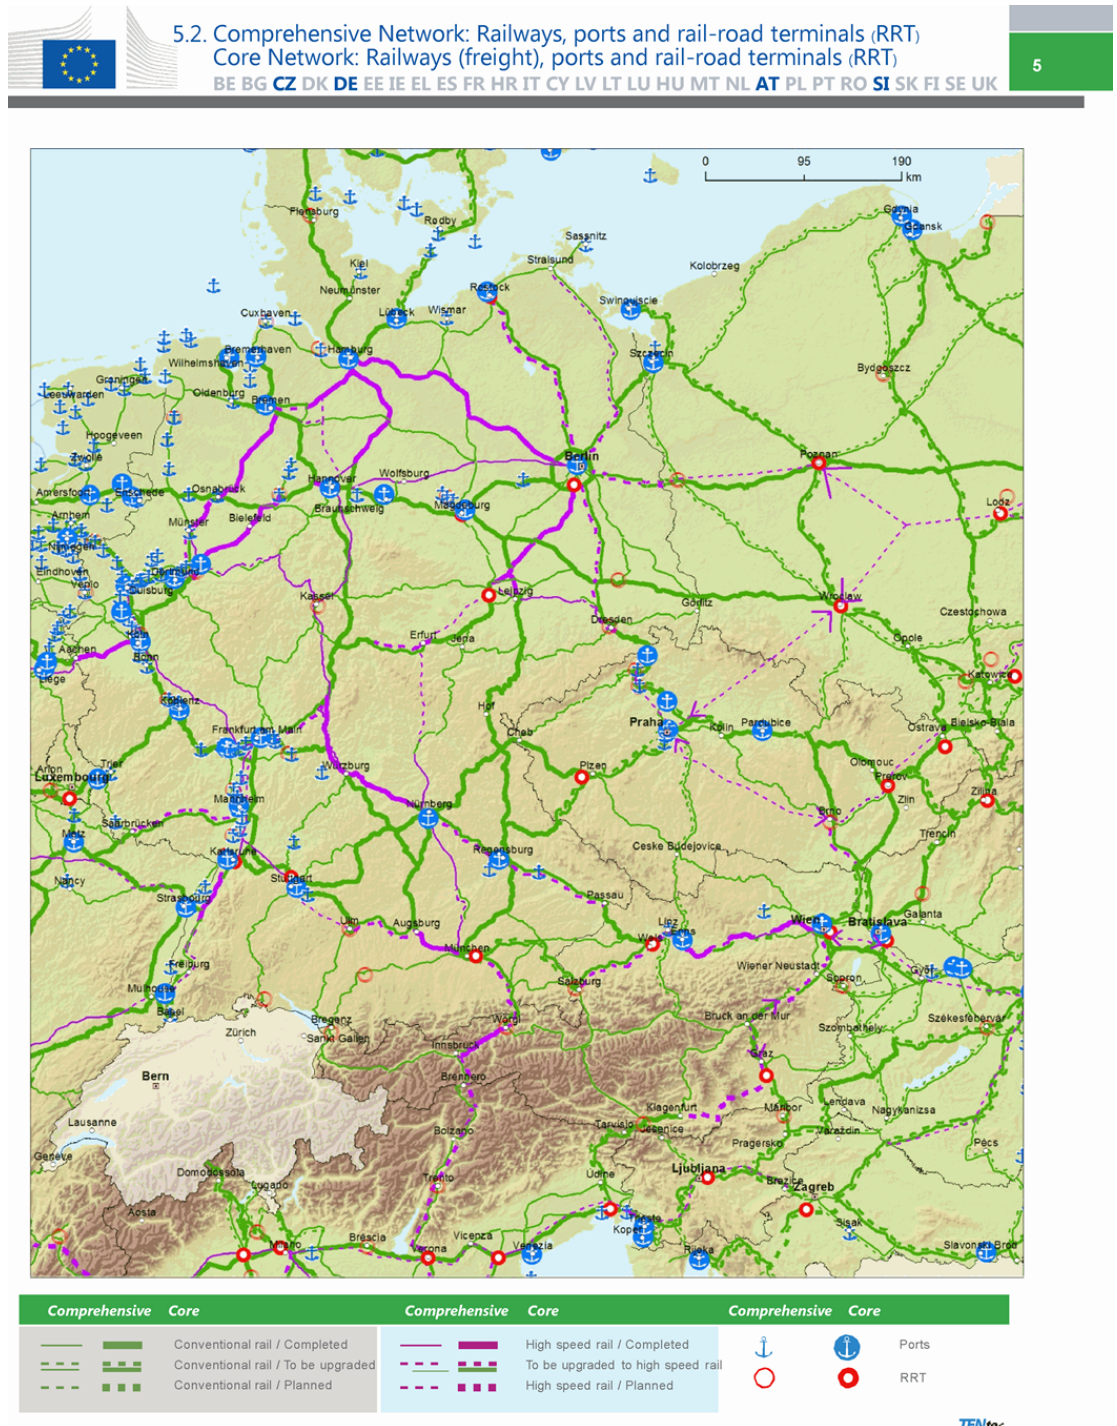 5.2. Comprehensive Network: Railways, ports and rail-road terminals (RRT)
Core Network: Railways (freight), ports and rail-road terminals (RRT)
BE BG CZ DK DE EE IE EL ES FR HR IT CY LV LT LU HU MT NL AT PL PT RO SI SK FI SE UK
5
0 95 190
km
Flensburg
Rødby
Gdynia
Gdansk
Sassnitz
Stralsund
Kolobrzeg
Kiel
Neumünster
Rostock
Swinoujscie
Cuxhaven
Lübeck
Wismar
Bremerhaven
Hamburg
Szczecin
Wilhelmshaven
Bydgoszcz
Groningen
Leeuwarden
Oldenburg
Bremen
Hoogeveen
Zwolle
Berlin
Poznan
Amersfoort
Enschede
Osnabrück
Hannover
Wolfsburg
Braunschweig
Magdeburg
Lodz
Arnhem
Münster
Bielefeld
Nijmegen
Eindhoven
Venlo
Dortmund
Duisburg
Kassel
Leipzig
Görlitz
Wroclaw
Czestochowa
Dresden
Köln
Erfurt
Jena
Opole
Aachen
Bonn
Liege
Katowice
Koblenz
Hof
Praha
Kolin
Pardubice
Ostrava
Bielsko-Biala
Frankfurt am Main
Cheb
Arlon
Trier
Luxembourg
Würzburg
Plzen
Olomouc
Prerov
Zlin
Zilina
Mannheim
Nürnberg
Brno
Saarbrücken
Trencin
Metz
Karlsruhe
Regensburg
Ceske Budejovice
Nancy
Stuttgart
Strasbourg
Passau
Ulm
Augsburg
Linz
Wien
Bratislava
Galanta
München
Wels
Enns
Freiburg
Wiener Neustadt
Györ
Mulhouse
Salzburg
Sopron
Basel
Bregenz
Wörgl
Bruck an der Mur
Székesfehérvár
Zürich
Sankt Gallen
Szombathely
Innsbruck
Graz
Bern
Brennero
Lendava
Lausanne
Klagenfurt
Maribor
Nagykanizsa
Bolzano
Tarvisio
Jesenice
Varaždin
Genève
Pragersko
Pécs
Domodossola
Trento
Udine
Ljubljana
Brezice
Zagreb
Lugano
Aosta
Trieste
Koper
Sisak
Brescia
Vicenza
Milano
Verona
Venezia
Rijeka
Slavonski Brod
Comprehensive Core Comprehensive Core Comprehensive Core
Conventional rail / Completed High speed rail / Completed Ports
Conventional rail / To be upgraded To be upgraded to high speed rail
Conventional rail / Planned High speed rail / Planned RRT
TENtec